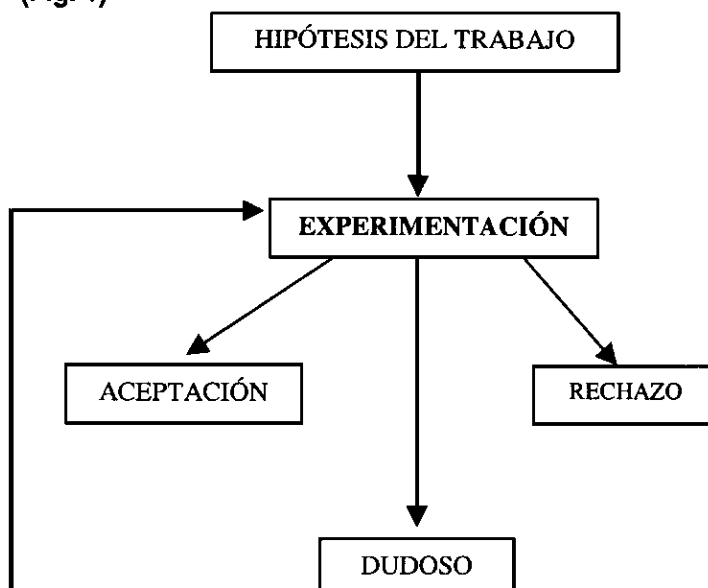 HIPÓTESIS DEL TRABAJO
EXPERIMENTACIÓN
ACEPTACIÓN
RECHAZO
DUDOSO